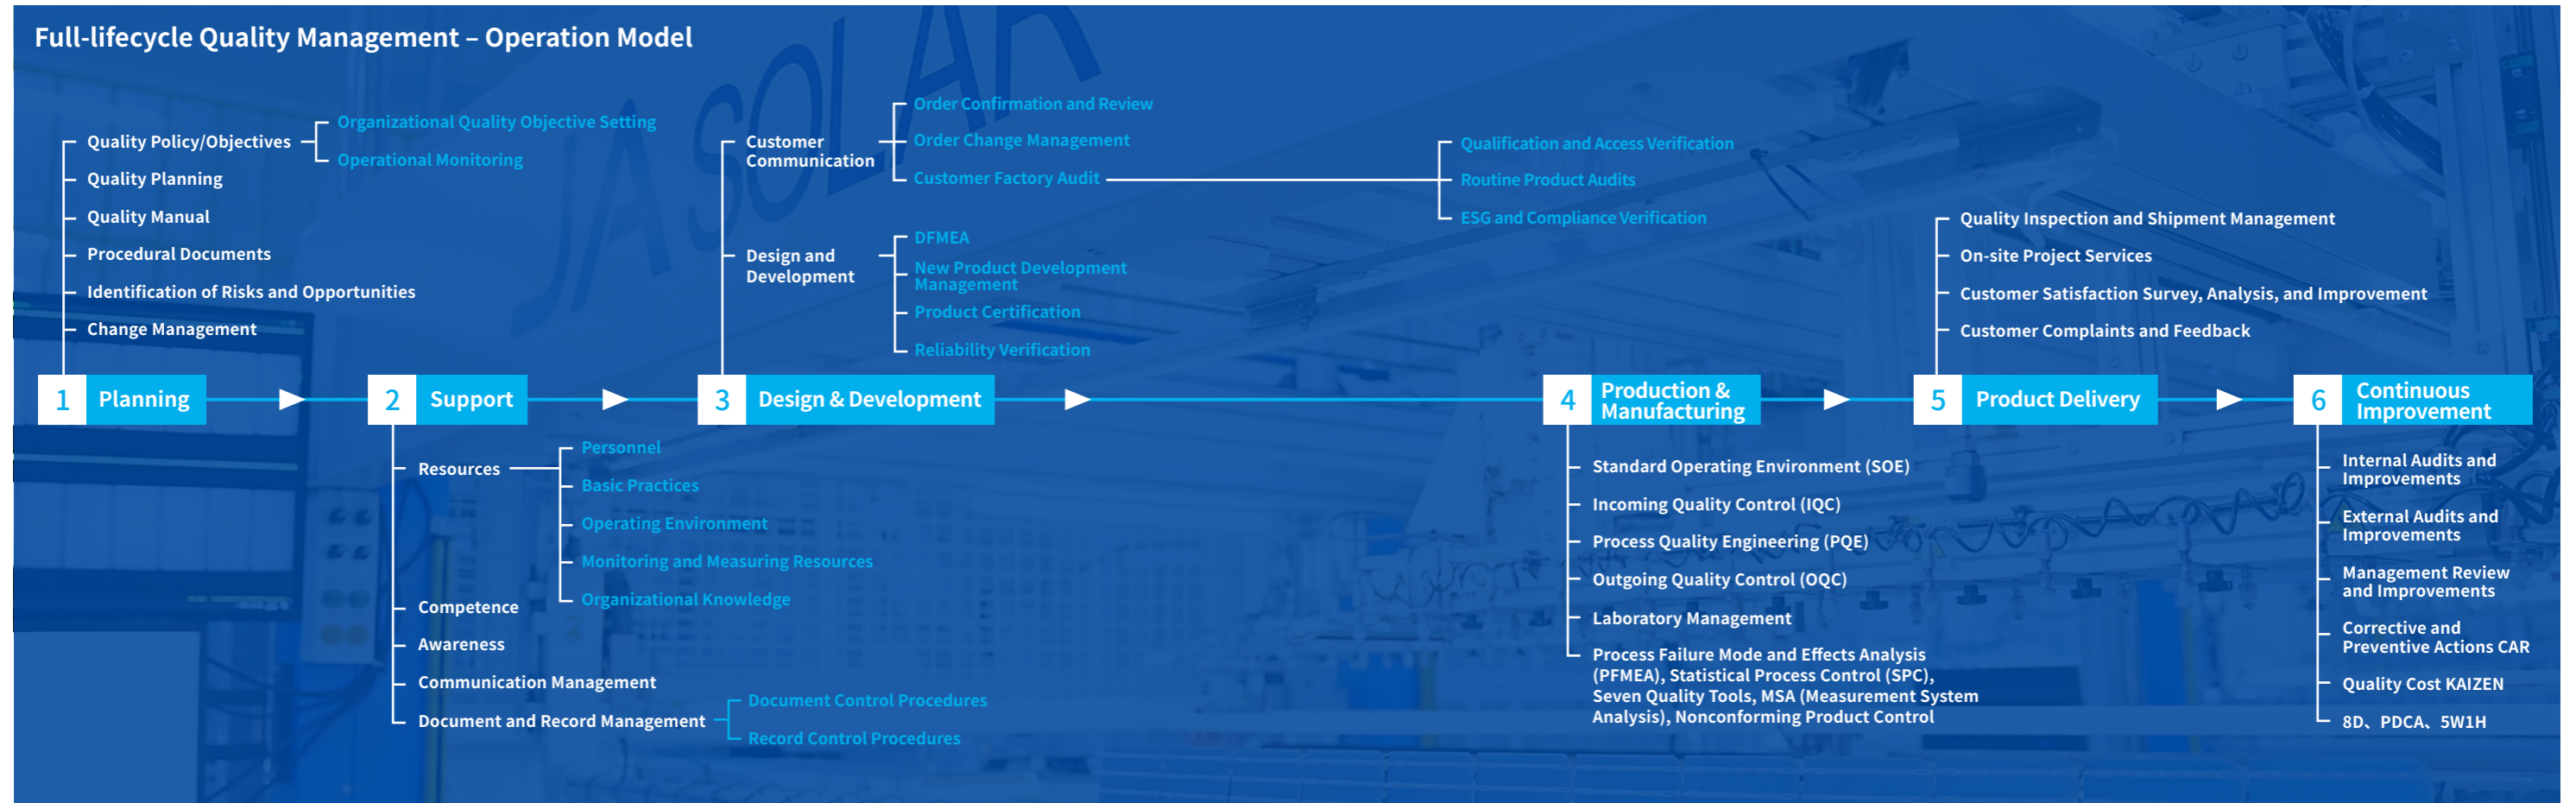 Full-lifecycle Quality Management – Operation Model
JA SOLAR
Quality Policy/Objectives
Organizational Quality Objective Setting
Operational Monitoring
Quality Planning
Quality Manual
Procedural Documents
Identification of Risks and Opportunities
Change Management
1 Planning
2 Support
Resources
Personnel
Basic Practices
Operating Environment
Monitoring and Measuring Resources
Organizational Knowledge
Competence
Awareness
Communication Management
Document and Record Management
Document Control Procedures
Record Control Procedures
Customer
Communication
Order Confirmation and Review
Order Change Management
Customer Factory Audit
Qualification and Access Verification
Routine Product Audits
ESG and Compliance Verification
Design and
Development
DFMEA
New Product Development
Management
Product Certification
Reliability Verification
3 Design & Development
4 Production &
Manufacturing
Standard Operating Environment (SOE)
Incoming Quality Control (IQC)
Process Quality Engineering (PQE)
Outgoing Quality Control (OQC)
Laboratory Management
Process Failure Mode and Effects Analysis
(PFMEA), Statistical Process Control (SPC),
Seven Quality Tools, MSA (Measurement System
Analysis), Nonconforming Product Control
Quality Inspection and Shipment Management
On-site Project Services
Customer Satisfaction Survey, Analysis, and Improvement
Customer Complaints and Feedback
5 Product Delivery
6 Continuous
Improvement
Internal Audits and
Improvements
External Audits and
Improvements
Management Review
and Improvements
Corrective and
Preventive Actions CAR
Quality Cost KAIZEN
8D、PDCA、5W1H